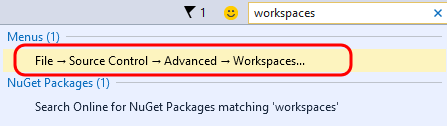 1 workspaces
Menus (1)
File → Source Control → Advanced → Workspaces...
NuGet Packages (1)
Search Online for NuGet Packages matching 'workspaces'